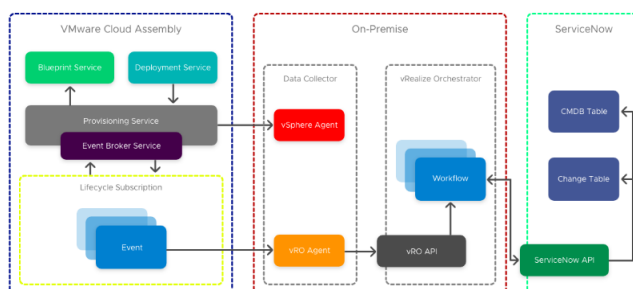 VMware Cloud Assembly
Blueprint Service
Deployment Service
Provisioning Service
Event Broker Service
Lifecycle Subscription
Event
On-Premise
Data Collector
vSphere Agent
vRO Agent
vRealize Orchestrator
Workflow
vRO API
ServiceNow
CMDB Table
Change Table
ServiceNow API